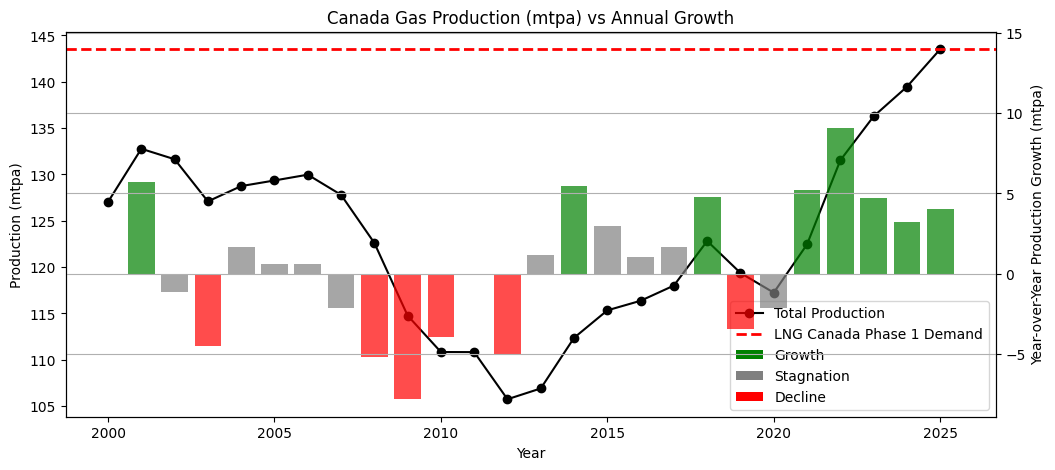 Canada Gas Production (mtpa) vs Annual Growth
145
140
135
130
125
120
115
110
105
Production (mtpa)
15
10
5
0
−5
Year-over-Year Production Growth (mtpa)
Total Production
LNG Canada Phase 1 Demand
Growth
Stagnation
Decline
2000
2005
2010
2015
2020
2025
Year